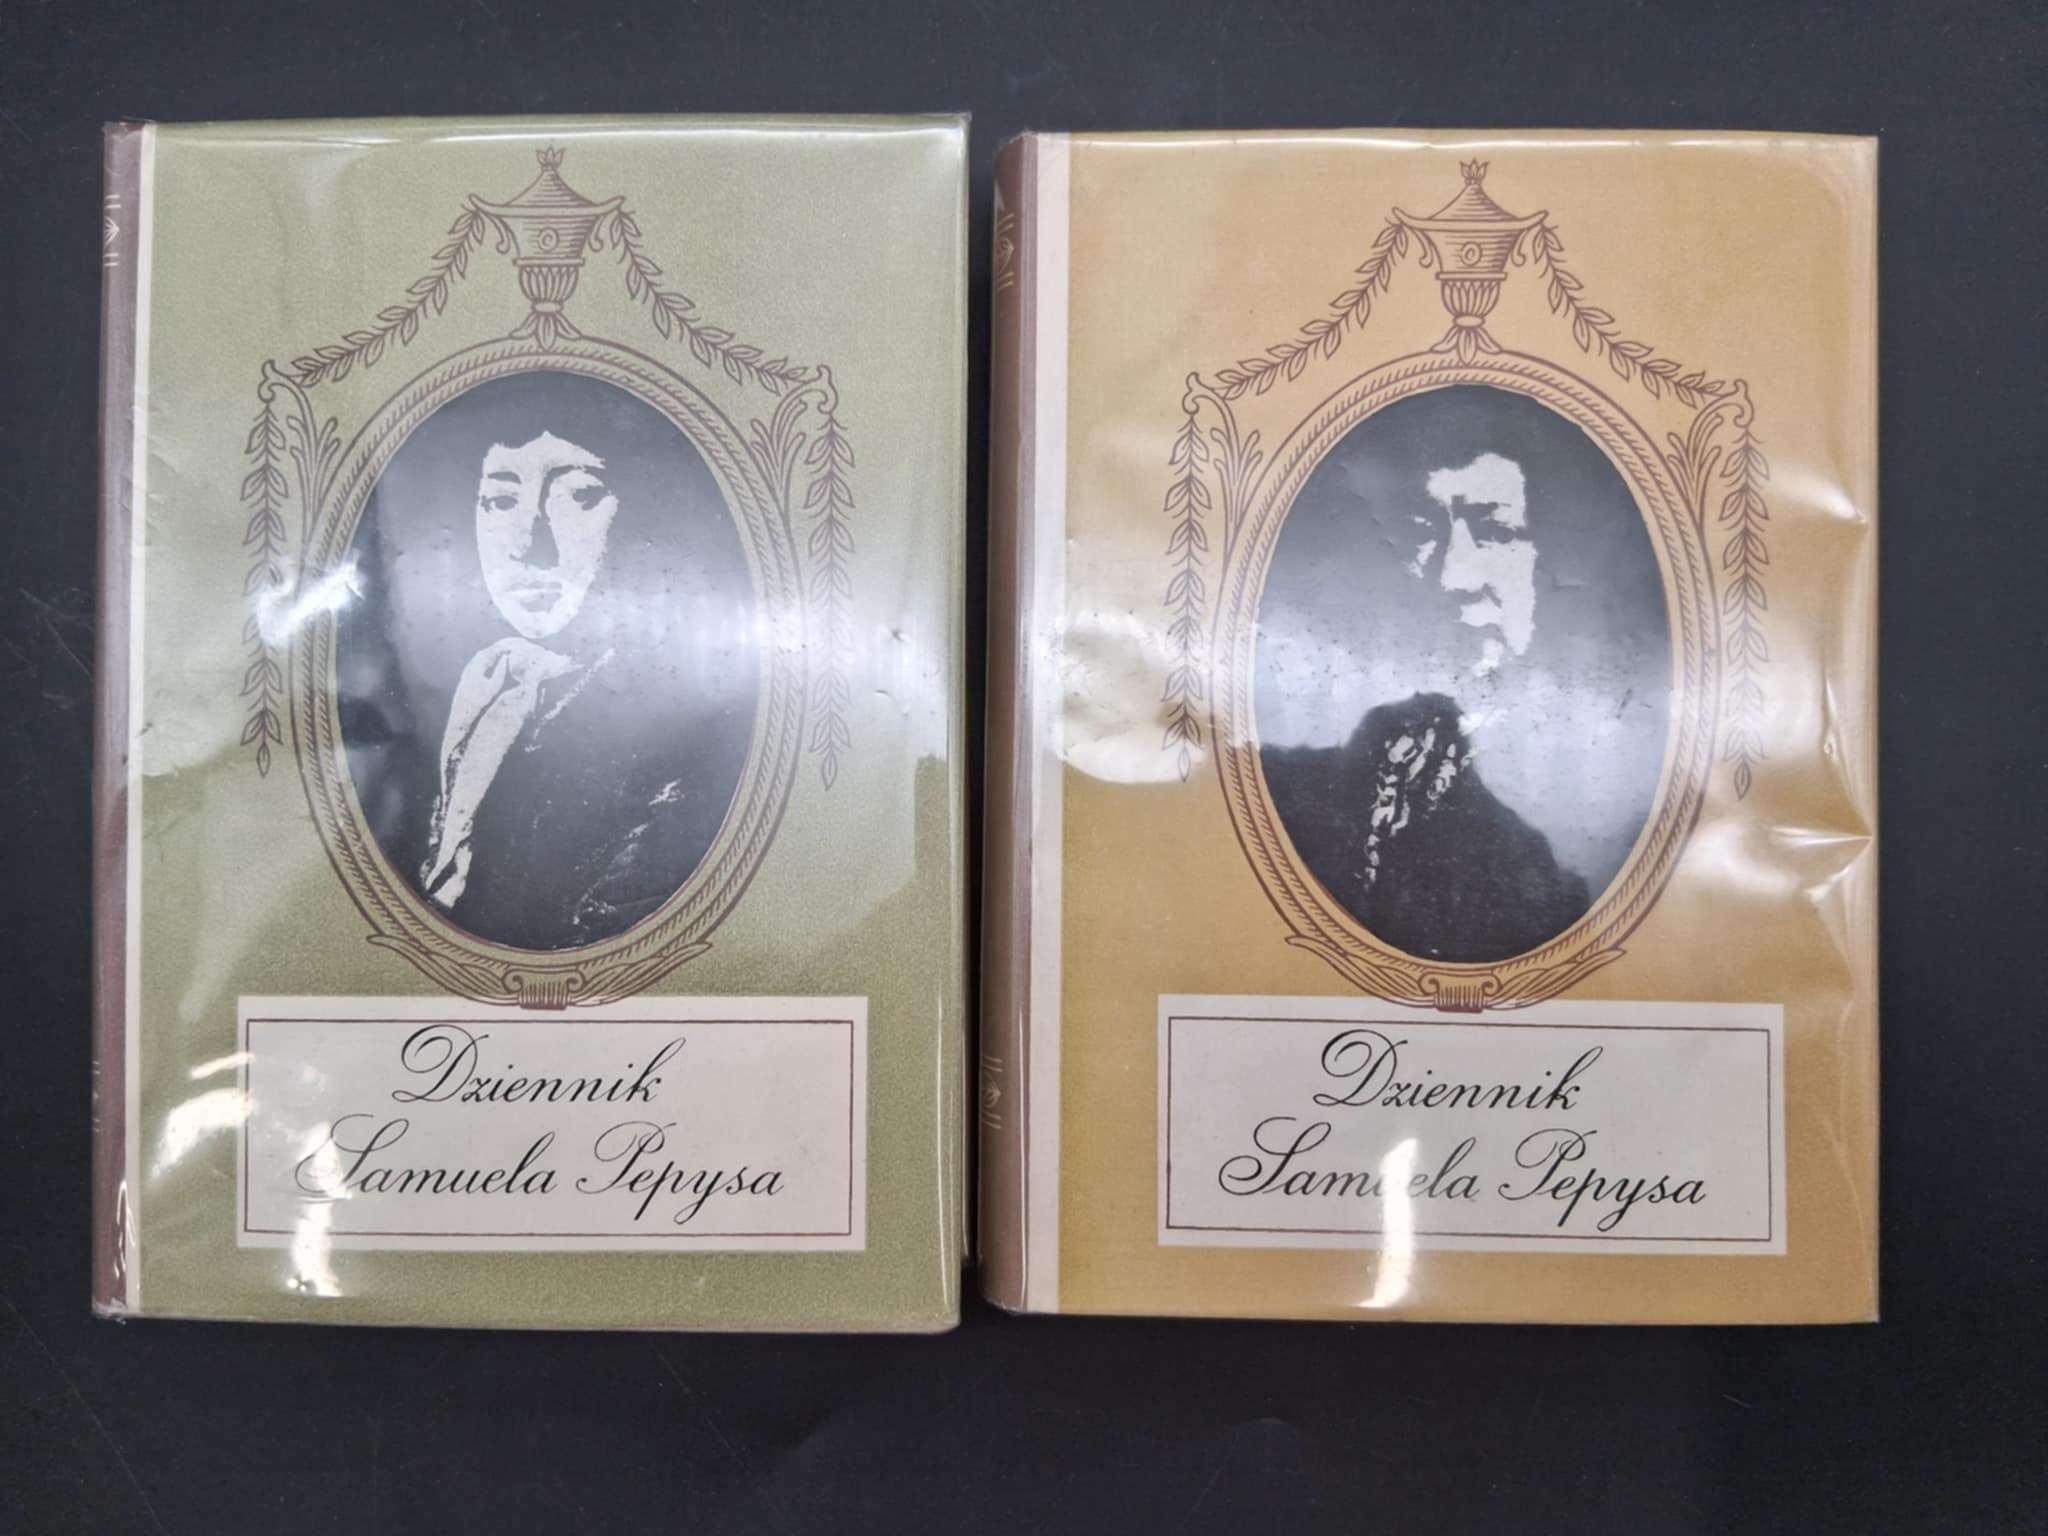 Dziennik
Samuela Pepysa
Dziennik
Samuela Pepysa